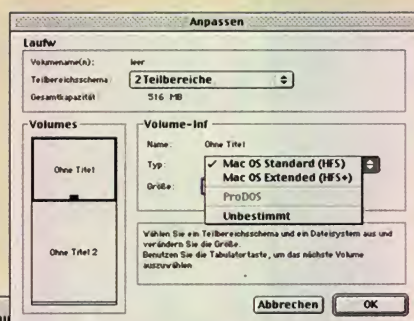 Anpassen
Laufw
Volumename(n): leer
Teilbereichsschema: 2 Teilbereiche
Gesamtkapazität: 516 MB
Volumes
Ohne Titel
Ohne Titel 2
Volume-Inf
Name: Ohne Titel
Typ:
✓ Mac OS Standard (HFS)
Mac OS Extended (HFS+)
ProDOS
Unbestimmt
Größe:
Wählen Sie ein Teilbereichsschema und ein Dateisystem aus und
verändern Sie die Größe.
Benutzen Sie die Tabulatortaste, um das nächste Volume
auszuwählen.
Abbrechen
OK